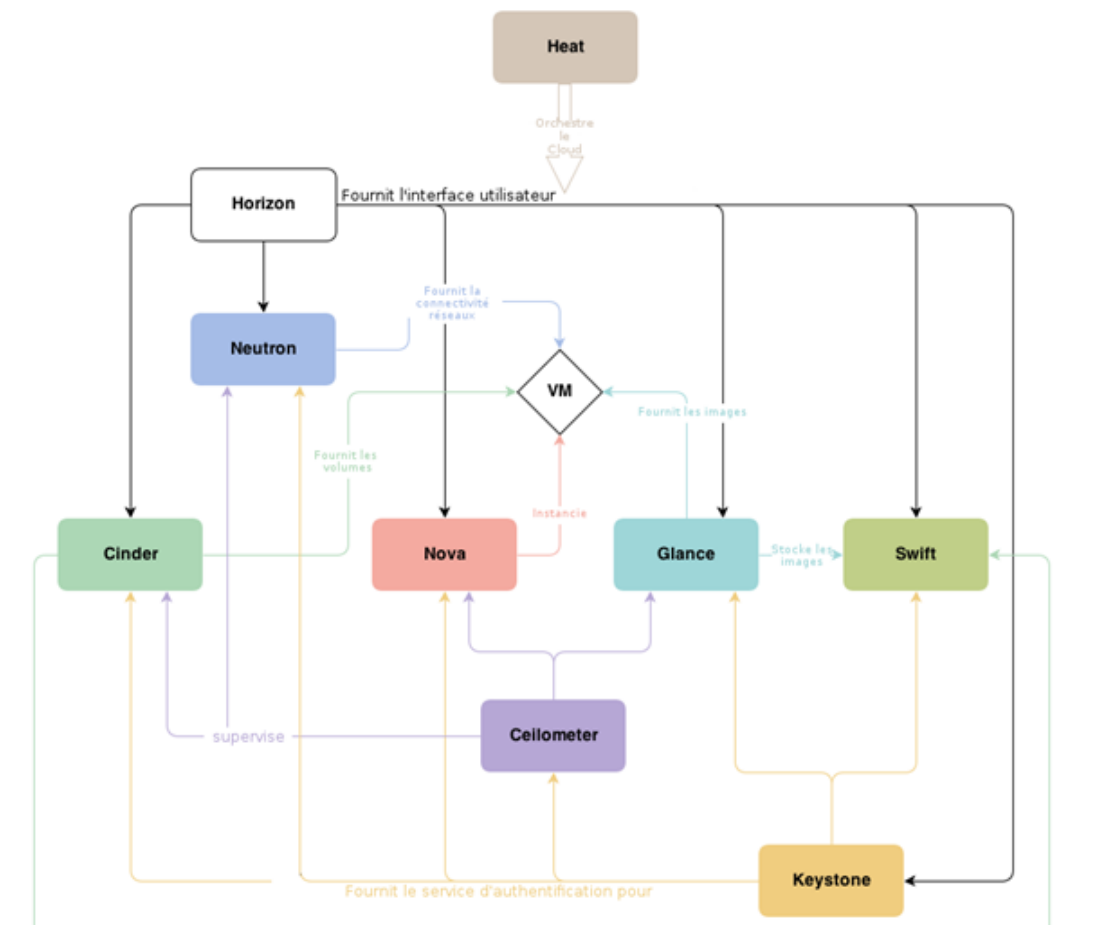 Heat
Orchestre
le
Cloud
Horizon
Fournit l'interface utilisateur
Fournit la
connectivité
réseaux
Neutron
VM
Fournit les images
Fournit les
volumes
Instancie
Cinder
Nova
Glance
Stocke les
images
Swift
Ceilometer
supervise
Keystone
Fournit le service d'authentification pour